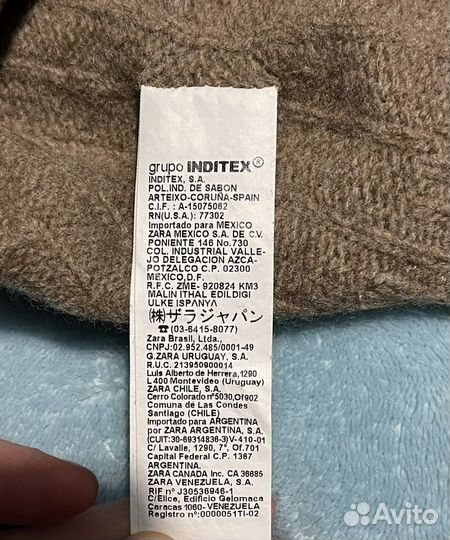 grupo INDITEX®
INDITEX, S.A.
POL.IND. DE SABON
ARTEIXO-CORUÑA-SPAIN
C.I.F. : A-15075062
RN(U.S.A.): 77302
Importado para MEXICO
ZARA MEXICO S.A. DE C.V.
PONIENTE 146 No.730
COL. INDUSTRIAL VALLE-
JO DELEGACION AZCA-
POTZALCO C.P. 02300
MEXICO,D.F.
R.F.C. ZME- 920824 KM3
MALIN ITHAL EDILDIGI
ULKE ISPANYA
㈱ザラジャパン
☎(03-6415-8077)
Zara Brasil, Ltda.,
CNPJ:02.952.485/0001-49
G.ZARA URUGUAY, S.A.
R.U.C. 213950900014
Luis Alberto de Herrera,1290
L 400 Montevideo (Uruguay)
ZARA CHILE, S.A.
Cerro Colorado nº5030,Of902
Comuna de Las Condes
Santiago (CHILE)
Importado para ARGENTINA
por ZARA ARGENTINA, S.A.
(CUIT:30-69314836-3)V-410-01
C/ Lavalle, 1290, 7º, Of.701
Capital Federal C.P. 1367
ARGENTINA.
ZARA CANADA Inc. CA 36685
ZARA VENEZUELA, S.A.
RIF nº J30536946-1
C/Elice, Edificio Gelomaca
Caracas 1060- VENEZUELA
Registro nº:0000051TI-02
Avito